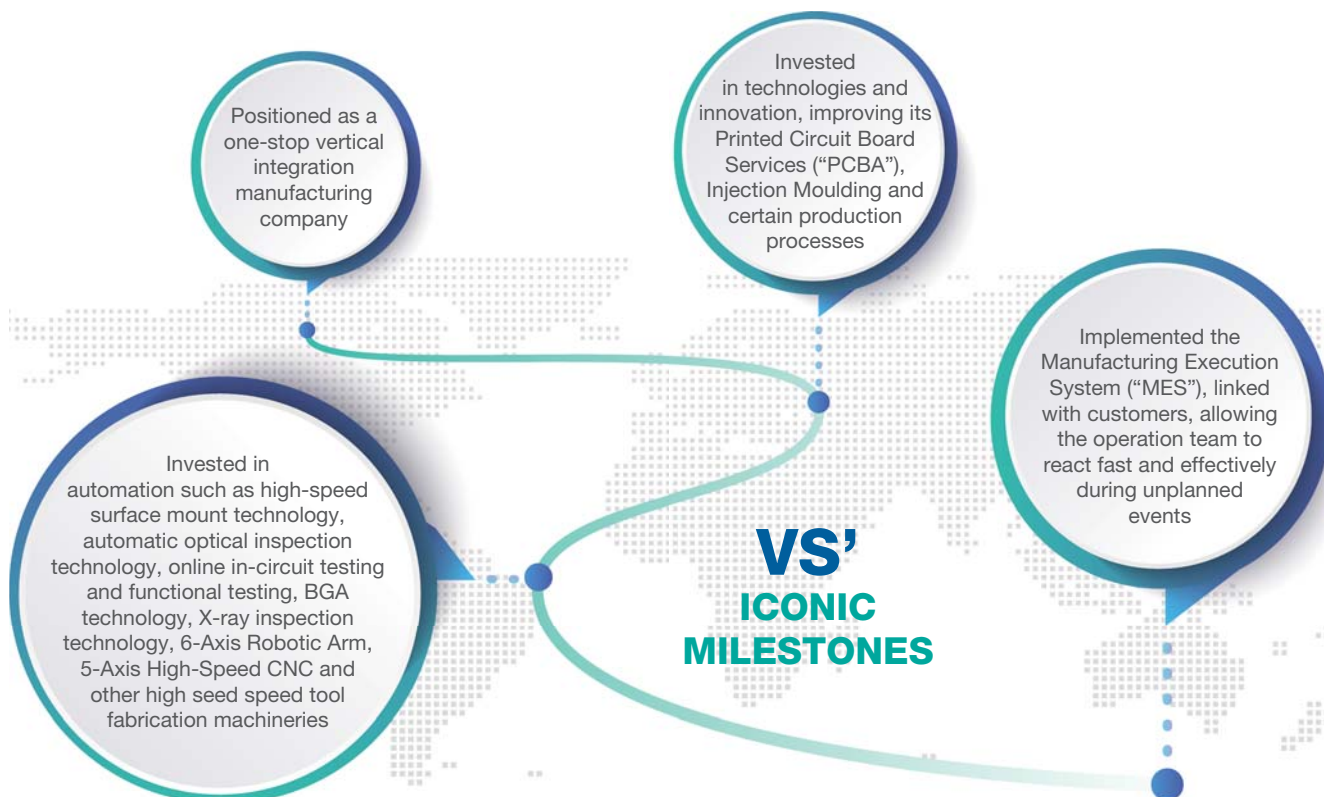 Positioned as a
one-stop vertical
integration
manufacturing
company
Invested
in technologies and
innovation, improving its
Printed Circuit Board
Services (“PCBA”),
Injection Moulding and
certain production
processes
Invested in
automation such as high-speed
surface mount technology,
automatic optical inspection
technology, online in-circuit testing
and functional testing, BGA
technology, X-ray inspection
technology, 6-Axis Robotic Arm,
5-Axis High-Speed CNC and
other high seed speed tool
fabrication machineries
Implemented the
Manufacturing Execution
System (“MES”), linked
with customers, allowing
the operation team to
react fast and effectively
during unplanned
events
VS’
ICONIC
MILESTONES